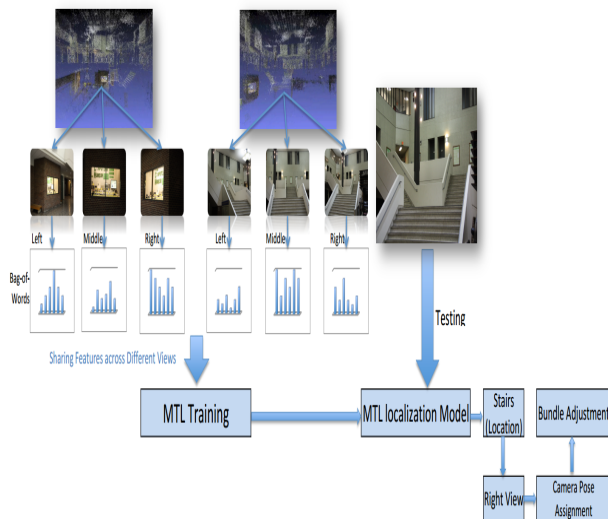 Left
Middle
Right
Left
Middle
Right
Bag-of-
Words
Testing
Sharing Features across Different Views
MTL Training
MTL localization Model
Stairs
(Location)
Bundle Adjustment
Right View
Camera Pose
Assignment